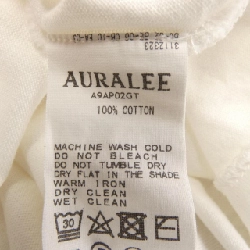 3112323
AURALEE
A9AP02GT
100% COTTON
MACHINE WASH COLD
DO NOT BLEACH
DO NOT TUMBLE DRY
DRY FLAT IN THE SHADE
WARM IRON
DRY CLEAN
WET CLEAN
30